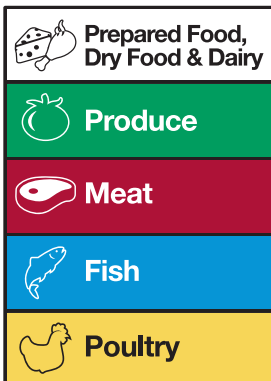 Prepared Food,
Dry Food & Dairy
Produce
Meat
Fish
Poultry